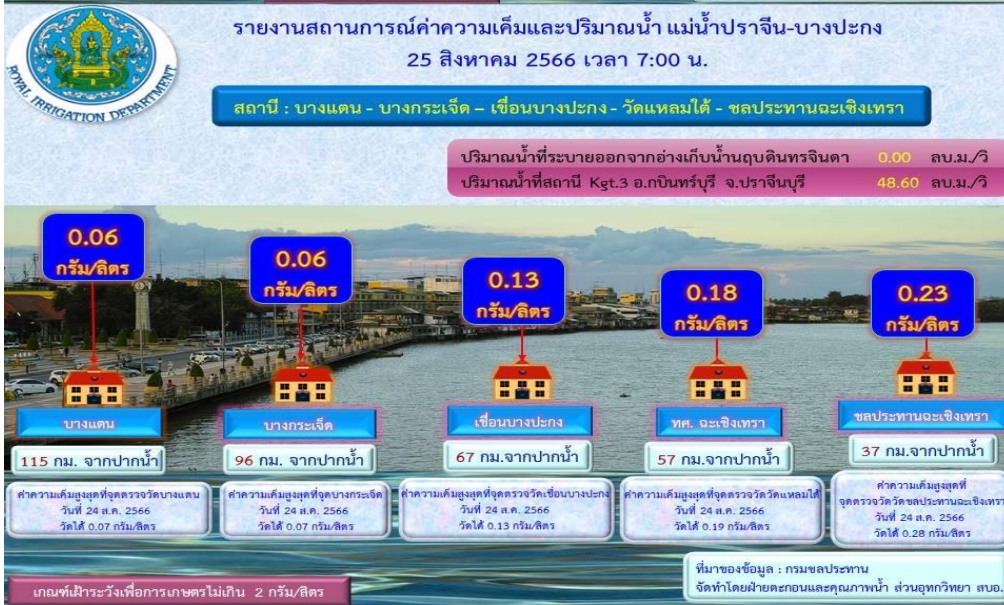 รายงานสถานการณ์ค่าความเค็มและปริมาณน้ำ แม่น้ำปราจีน-บางปะกง
25 สิงหาคม 2566 เวลา 7:00 น.
ROYAL IRRIGATION DEPARTMENT
สถานี : บางแตน - บางกระเจ็ด – เขื่อนบางปะกง - วัดแหลมใต้ - ชลประทานฉะเชิงเทรา
ปริมาณน้ำที่ระบายออกจากอ่างเก็บน้ำนฤบดินทรจินดา 0.00 ลบ.ม./วิ
ปริมาณน้ำที่สถานี Kgt.3 อ.กบินทร์บุรี จ.ปราจีนบุรี 48.60 ลบ.ม./วิ
0.06
กรัม/ลิตร
0.06
กรัม/ลิตร
0.13
กรัม/ลิตร
0.18
กรัม/ลิตร
0.23
กรัม/ลิตร
บางแตน
บางกระเจ็ด
เขื่อนบางปะกง
ทศ. ฉะเชิงเทรา
ชลประทานฉะเชิงเทรา
115 กม. จากปากน้ำ
96 กม. จากปากน้ำ
67 กม.จากปากน้ำ
57 กม.จากปากน้ำ
37 กม.จากปากน้ำ
ค่าความเค็มสูงสุดที่จุดตรวจวัดบางแตน
วันที่ 24 ส.ค. 2566
วัดได้ 0.07 กรัม/ลิตร
ค่าความเค็มสูงสุดที่จุดบางกระเจ็ด
วันที่ 24 ส.ค. 2566
วัดได้ 0.07 กรัม/ลิตร
ค่าความเค็มสูงสุดที่จุดตรวจวัดเขื่อนบางปะกง
วันที่ 24 ส.ค. 2566
วัดได้ 0.13 กรัม/ลิตร
ค่าความเค็มสูงสุดที่จุดตรวจวัดวัดแหลมใต้
วันที่ 24 ส.ค. 2566
วัดได้ 0.19 กรัม/ลิตร
ค่าความเค็มสูงสุดที่
จุดตรวจวัดวัดชลประทานฉะเชิงเทรา
วันที่ 24 ส.ค. 2566
วัดได้ 0.28 กรัม/ลิตร
เกณฑ์เฝ้าระวังเพื่อการเกษตรไม่เกิน 2 กรัม/ลิตร
ที่มาของข้อมูล : กรมชลประทาน
จัดทำโดยฝ่ายตะกอนและคุณภาพน้ำ ส่วนอุทกวิทยา สบอ.